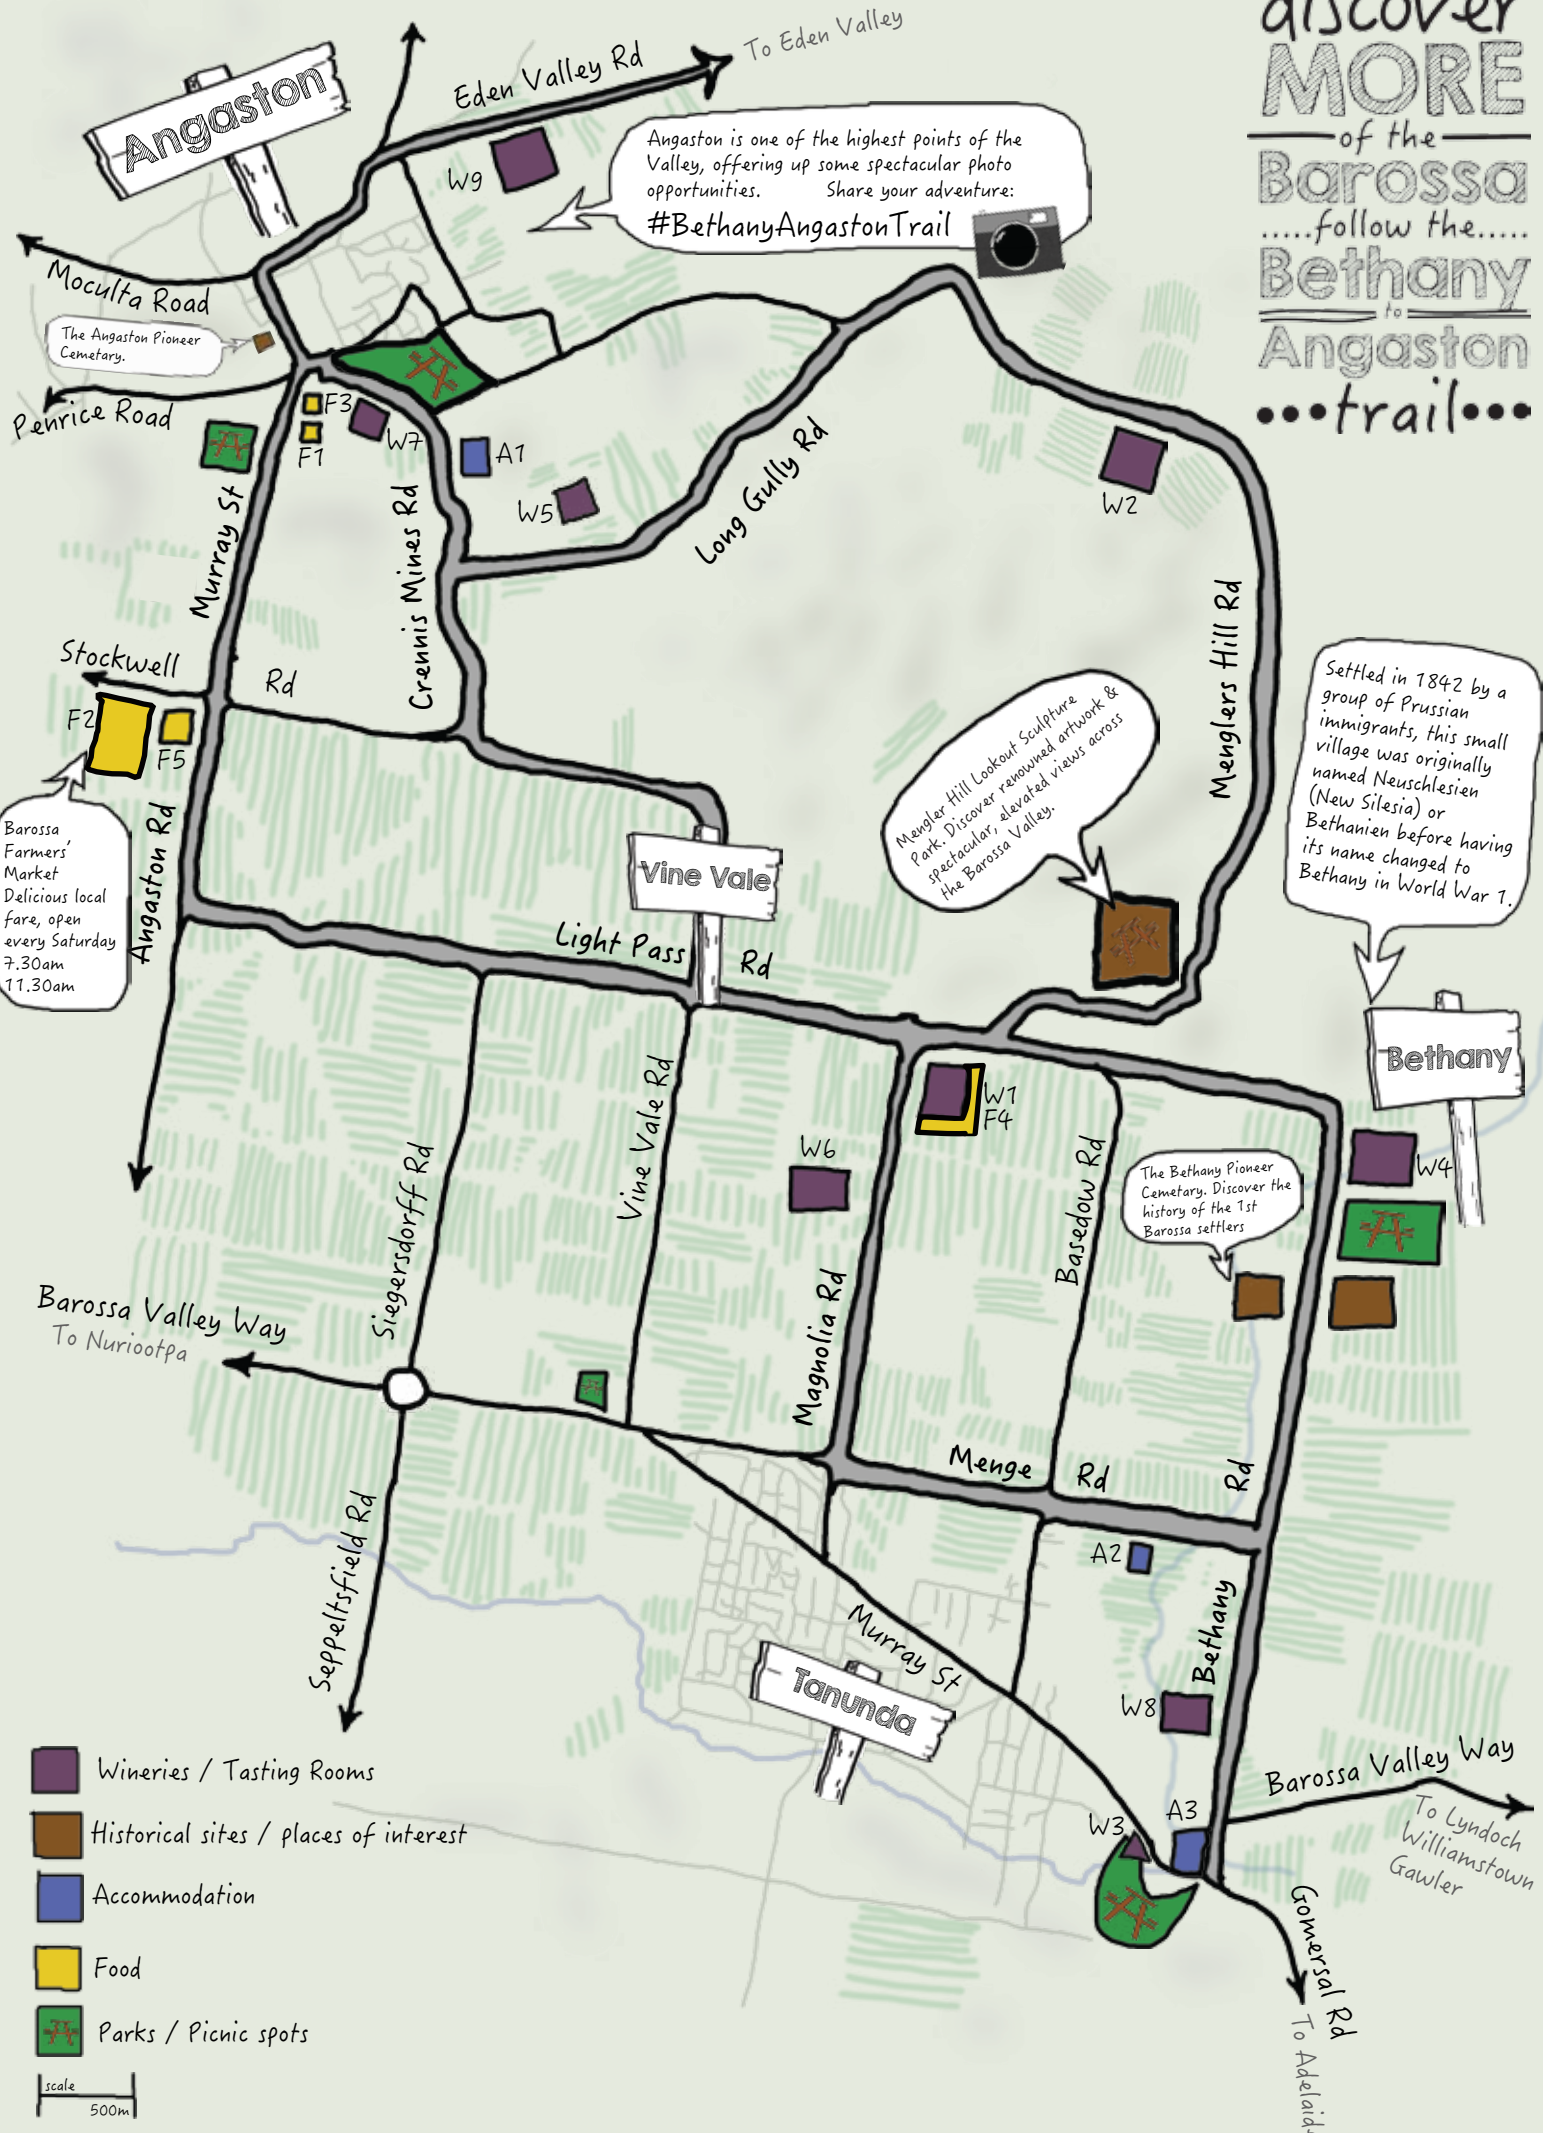 discover
MORE
of the
Barossa
.....follow the.....
Bethany
to
Angaston
•••trail•••
Angaston
Eden Valley Rd
To Eden Valley
Angaston is one of the highest points of the
Valley, offering up some spectacular photo
opportunities. Share your adventure:
#BethanyAngastonTrail
W9
Moculta Road
The Angaston Pioneer
Cemetary.
Penrice Road
F3
F1
W7
A1
W5
W2
Murray St
Crennis Mines Rd
Long Gully Rd
Menglers Hill Rd
Stockwell
Rd
F2
F5
Angaston Rd
Barossa
Farmers'
Market
Delicious local
fare, open
every Saturday
7.30am
11.30am
Mengler Hill Lookout Sculpture
Park. Discover renowned artwork &
spectacular, elevated views across
the Barossa Valley.
Settled in 1842 by a
group of Prussian
immigrants, this small
village was originally
named Neuschlesien
(New Silesia) or
Bethanien before having
its name changed to
Bethany in World War 1.
Vine Vale
Light Pass
Rd
Bethany
W1
F4
W4
W6
Siegersdorff Rd
Vine Vale Rd
Magnolia Rd
Basedow Rd
The Bethany Pioneer
Cemetary. Discover the
history of the 1st
Barossa settlers
Barossa Valley Way
To Nuriootpa
Menge
Rd
Rd
Bethany
A2
Seppeltsfield Rd
Murray St
Tanunda
W8
W3
A3
Barossa Valley Way
To Lyndoch
Williamstown
Gawler
Gomersal Rd
To Adelaid
Wineries / Tasting Rooms
Historical sites / places of interest
Accommodation
Food
Parks / Picnic spots
scale
500m